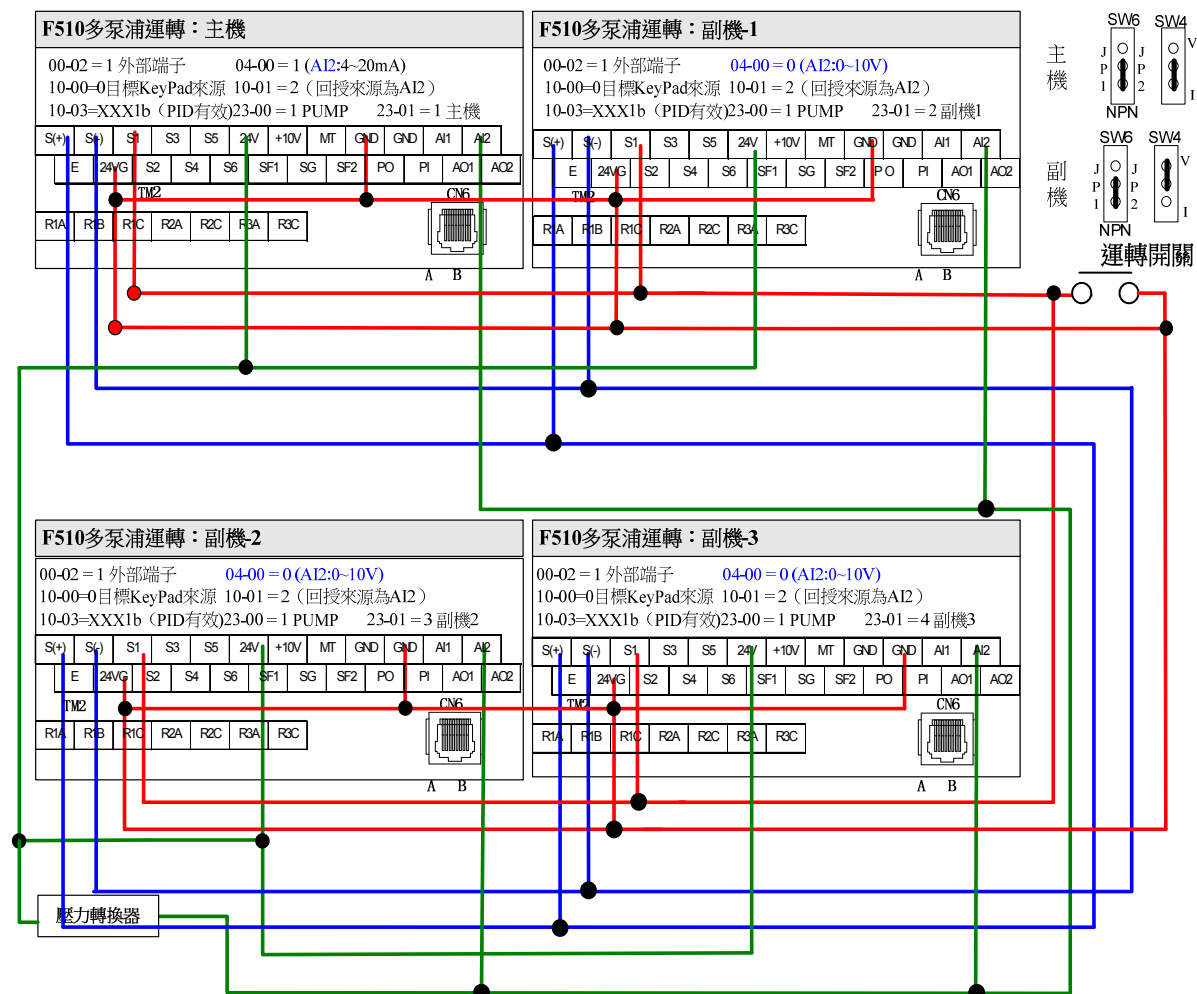 F510多泵浦運轉：主機
00-02 = 1 外部端子 04-00 = 1 (AI2:4~20mA)
10-00=0目標KeyPad來源 10-01 = 2（回授來源為AI2）
10-03=XXX1b（PID有效)23-00 = 1 PUMP 23-01 = 1 主機
S(+) S(-) S1 S3 S5 24V +10V MT GND GND AI1 AI2
E 24VG S2 S4 S6 SF1 SG SF2 PO PI AO1 AO2
TM2 CN6
R1A R1B R1C R2A R2C R3A R3C
A B
F510多泵浦運轉：副機-1
00-02 = 1 外部端子 04-00 = 0 (AI2:0~10V)
10-00=0目標KeyPad來源 10-01 = 2（回授來源為AI2）
10-03=XXX1b（PID有效)23-00 = 1 PUMP 23-01 = 2 副機1
S(+) S(-) S1 S3 S5 24V +10V MT GND GND AI1 AI2
E 24VG S2 S4 S6 SF1 SG SF2 PO PI AO1 AO2
TM2 CN6
R1A R1B R1C R2A R2C R3A R3C
A B
主機
SW6 SW4
J J V
P P
1 2 I
NPN
副機
SW6 SW4
J J V
P P
1 2 I
NPN
運轉開關
F510多泵浦運轉：副機-2
00-02 = 1 外部端子 04-00 = 0 (AI2:0~10V)
10-00=0目標KeyPad來源 10-01 = 2（回授來源為AI2）
10-03=XXX1b（PID有效)23-00 = 1 PUMP 23-01 = 3 副機2
S(+) S(-) S1 S3 S5 24V +10V MT GND GND AI1 AI2
E 24VG S2 S4 S6 SF1 SG SF2 PO PI AO1 AO2
TM2 CN6
R1A R1B R1C R2A R2C R3A R3C
A B
F510多泵浦運轉：副機-3
00-02 = 1 外部端子 04-00 = 0 (AI2:0~10V)
10-00=0目標KeyPad來源 10-01 = 2（回授來源為AI2）
10-03=XXX1b（PID有效)23-00 = 1 PUMP 23-01 = 4 副機3
S(+) S(-) S1 S3 S5 24V +10V MT GND GND AI1 AI2
E 24VG S2 S4 S6 SF1 SG SF2 PO PI AO1 AO2
TM2 CN6
R1A R1B R1C R2A R2C R3A R3C
A B
壓力轉換器